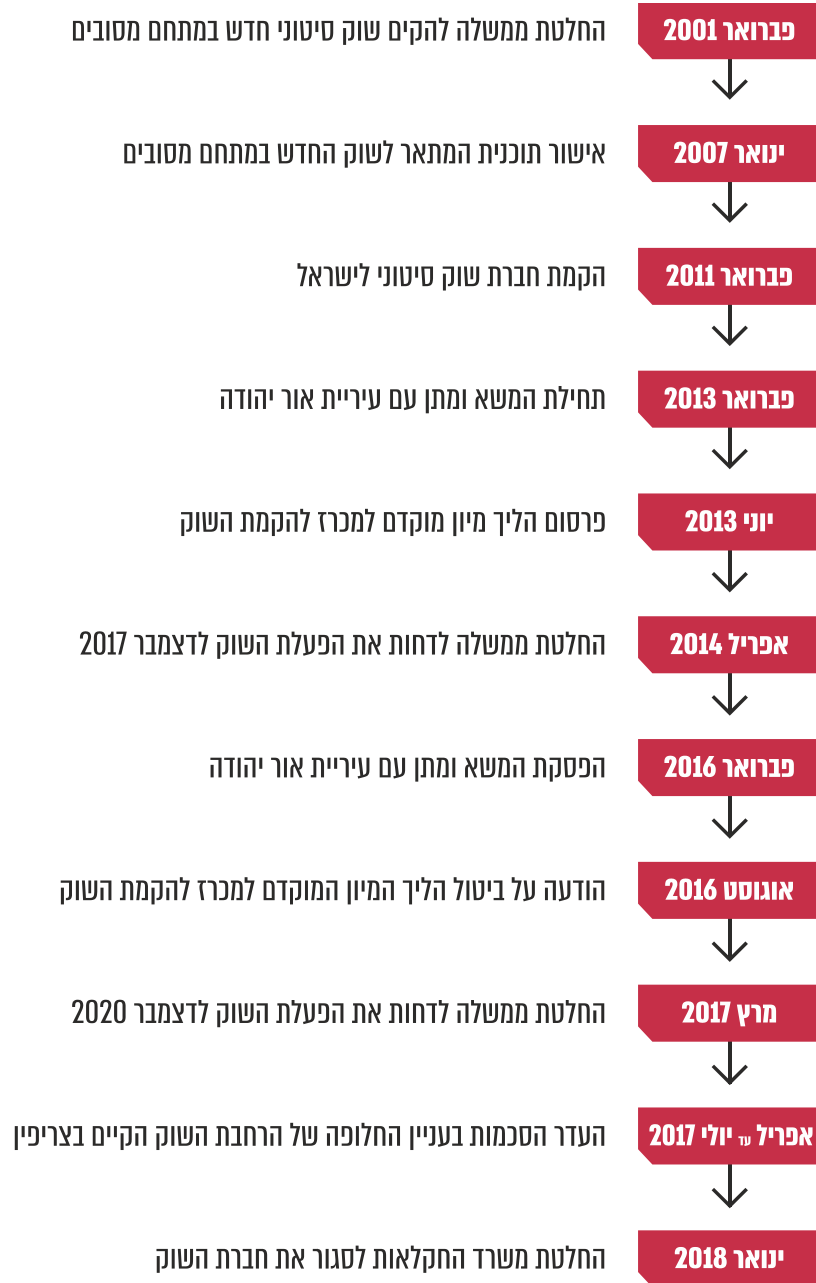 פברואר 2001
החלטת ממשלה להקים שוק סיטוני חדש במתחם מסובים
ינואר 2007
אישור תוכנית המתאר לשוק החדש במתחם מסובים
פברואר 2011
הקמת חברת שוק סיטוני לישראל
פברואר 2013
תחילת המשא ומתן עם עיריית אור יהודה
יוני 2013
פרסום הליך מיון מוקדם למכרז להקמת השוק
אפריל 2014
החלטת ממשלה לדחות את הפעלת השוק לדצמבר 2017
פברואר 2016
הפסקת המשא ומתן עם עיריית אור יהודה
אוגוסט 2016
הודעה על ביטול הליך המיון המוקדם למכרז להקמת השוק
מרץ 2017
החלטת ממשלה לדחות את הפעלת השוק לדצמבר 2020
אפריל עד יולי 2017
העדר הסכמות בעניין החלופה של הרחבת השוק הקיים בצריפין
ינואר 2018
החלטת משרד החקלאות לסגור את חברת השוק